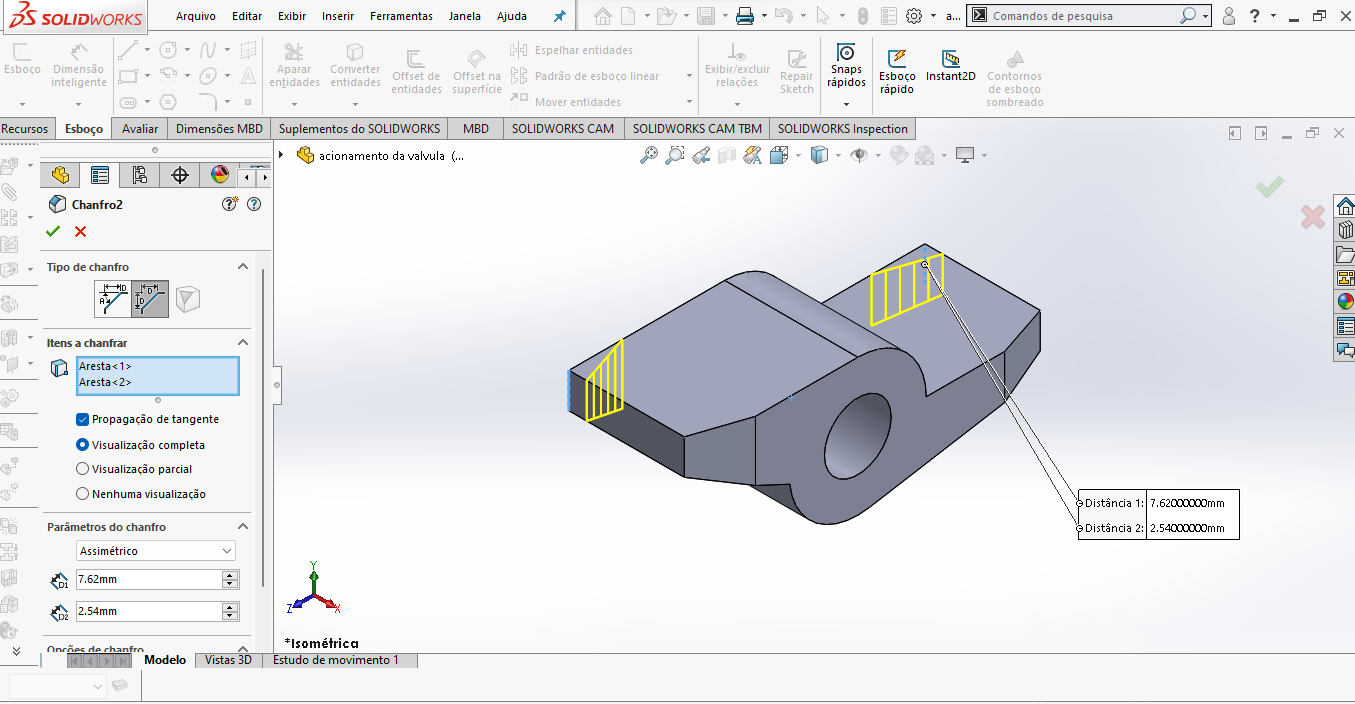 SOLIDWORKS Arquivo Editar Exibir Inserir Ferramentas Janela Ajuda a... Comandos de pesquisa ?
Esboço
Dimensão inteligente
Aparar entidades
Converter entidades
Offset de entidades
Offset na superfície
Espelhar entidades
Padrão de esboço linear
Mover entidades
Exibir/excluir relações
Repair Sketch
Snaps rápidos
Esboço rápido
Instant2D
Contornos de esboço sombreado
Recursos Esboço Avaliar Dimensões MBD Suplementos do SOLIDWORKS MBD SOLIDWORKS CAM SOLIDWORKS CAM TBM SOLIDWORKS Inspection
acionamento da valvula (...
Chanfro2
Tipo de chanfro
Itens a chanfrar
Aresta<1>
Aresta<2>
Propagação de tangente
Visualização completa
Visualização parcial
Nenhuma visualização
Parâmetros do chanfro
Assimétrico
D1 7.62mm
D2 2.54mm
Opções de chanfro
Distância 1: 7.62000000mm
Distância 2: 2.54000000mm
Y
Z X
*Isométrica
Modelo Vistas 3D Estudo de movimento 1